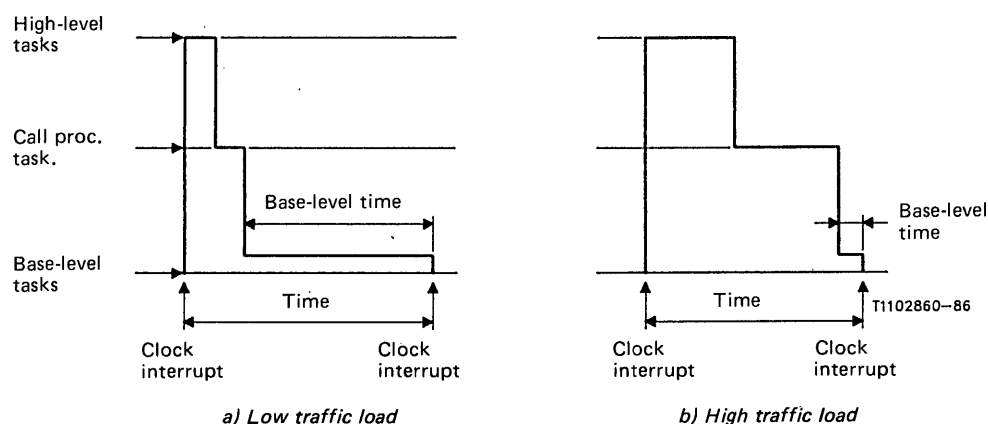 High-level
tasks
Call proc.
task.
Base-level time
Base-level
tasks
Time
Clock
interrupt
Clock
interrupt
a) Low traffic load
Base-level
time
Time
T1102860–86
Clock
interrupt
Clock
interrupt
b) High traffic load